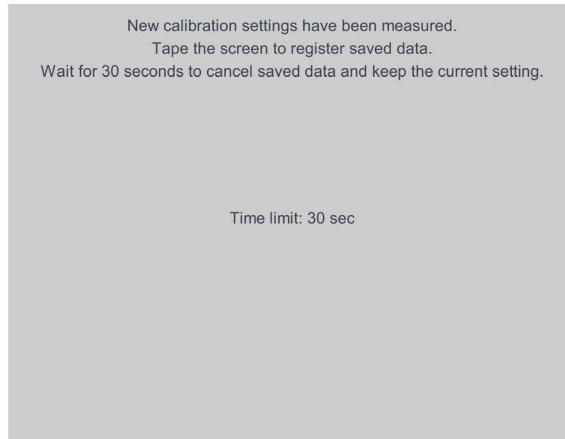 New calibration settings have been measured.
Tape the screen to register saved data.
Wait for 30 seconds to cancel saved data and keep the current setting.
Time limit: 30 sec